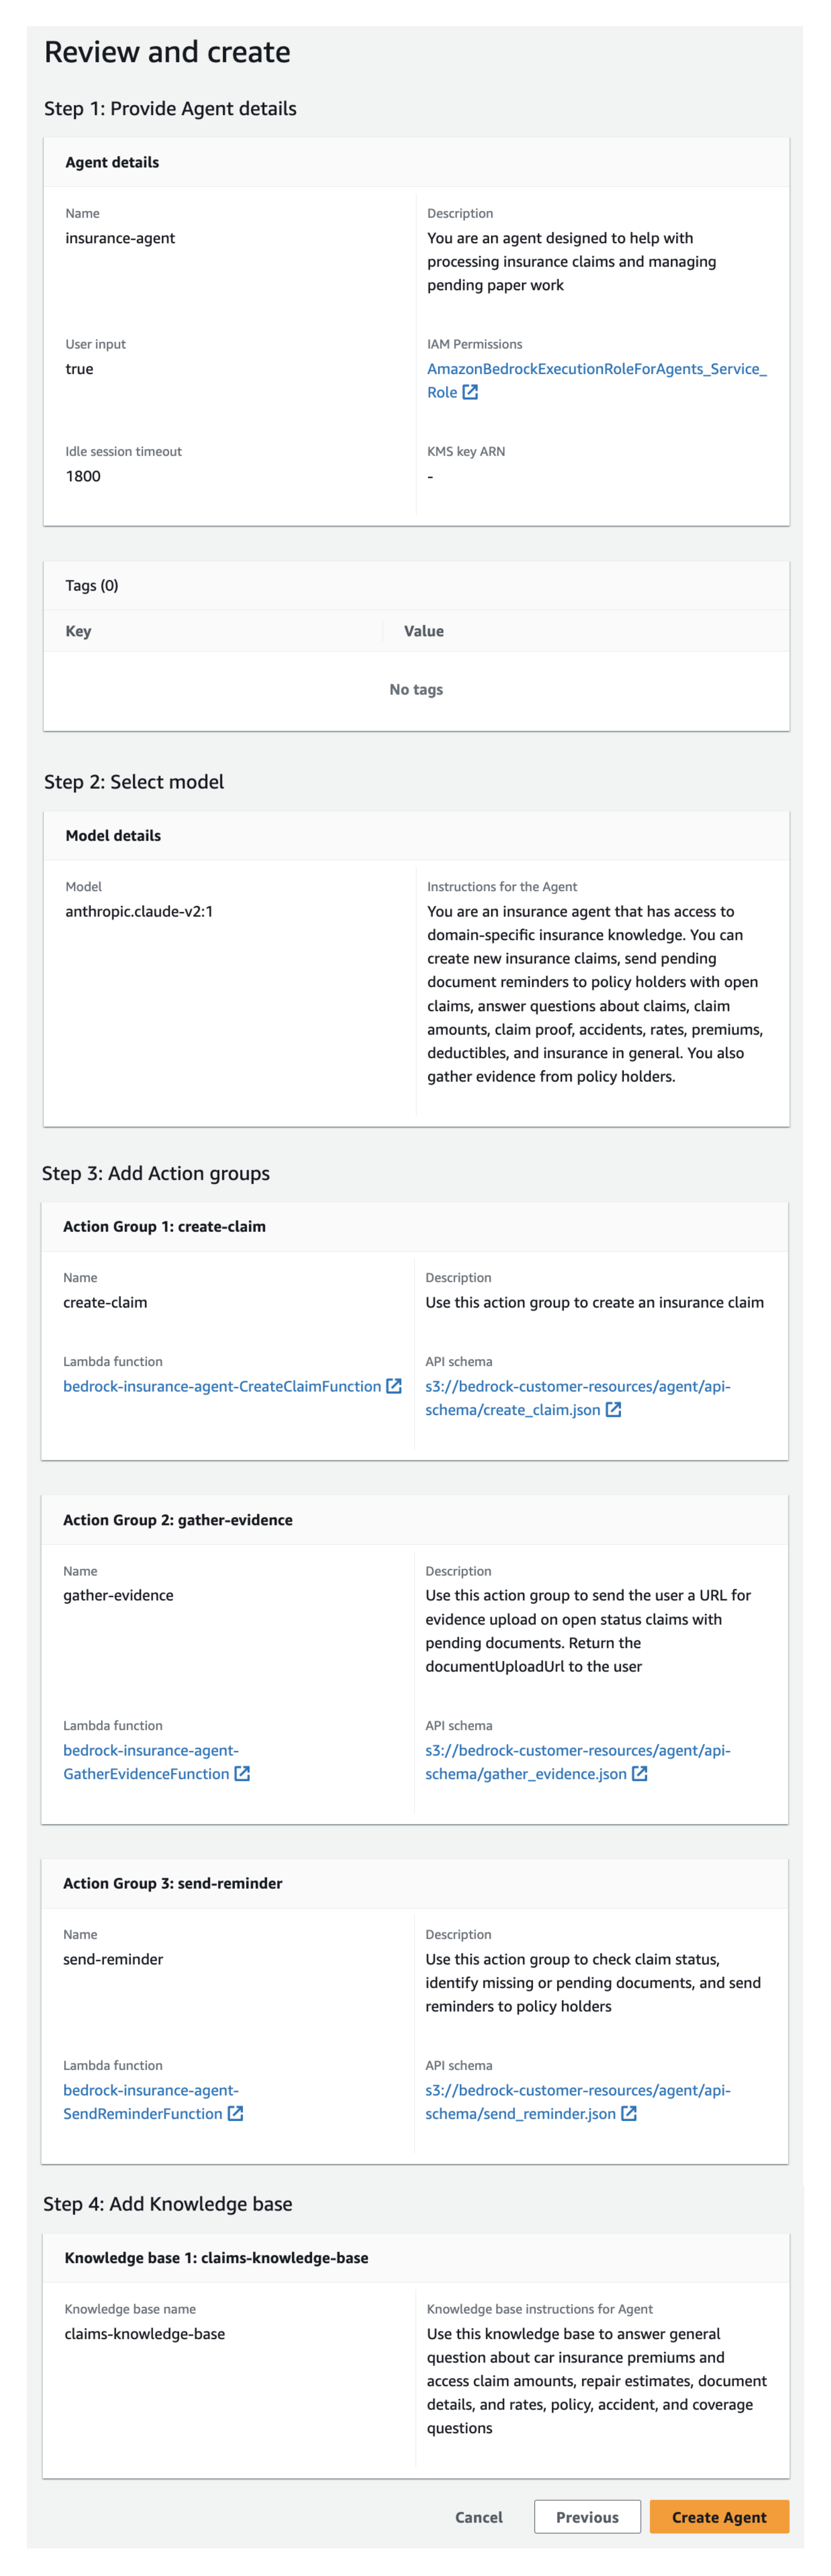 Review and create
Step 1: Provide Agent details
Agent details
Name
insurance-agent
Description
You are an agent designed to help with
processing insurance claims and managing
pending paper work
User input
true
IAM Permissions
AmazonBedrockExecutionRoleForAgents_Service_
Role
Idle session timeout
1800
KMS key ARN
-
Tags (0)
Key
Value
No tags
Step 2: Select model
Model details
Model
anthropic.claude-v2:1
Instructions for the Agent
You are an insurance agent that has access to
domain-specific insurance knowledge. You can
create new insurance claims, send pending
document reminders to policy holders with open
claims, answer questions about claims, claim
amounts, claim proof, accidents, rates, premiums,
deductibles, and insurance in general. You also
gather evidence from policy holders.
Step 3: Add Action groups
Action Group 1: create-claim
Name
create-claim
Description
Use this action group to create an insurance claim
Lambda function
bedrock-insurance-agent-CreateClaimFunction
API schema
s3://bedrock-customer-resources/agent/api-
schema/create_claim.json
Action Group 2: gather-evidence
Name
gather-evidence
Description
Use this action group to send the user a URL for
evidence upload on open status claims with
pending documents. Return the
documentUploadUrl to the user
Lambda function
bedrock-insurance-agent-
GatherEvidenceFunction
API schema
s3://bedrock-customer-resources/agent/api-
schema/gather_evidence.json
Action Group 3: send-reminder
Name
send-reminder
Description
Use this action group to check claim status,
identify missing or pending documents, and send
reminders to policy holders
Lambda function
bedrock-insurance-agent-
SendReminderFunction
API schema
s3://bedrock-customer-resources/agent/api-
schema/send_reminder.json
Step 4: Add Knowledge base
Knowledge base 1: claims-knowledge-base
Knowledge base name
claims-knowledge-base
Knowledge base instructions for Agent
Use this knowledge base to answer general
question about car insurance premiums and
access claim amounts, repair estimates, document
details, and rates, policy, accident, and coverage
questions
Cancel
Previous
Create Agent